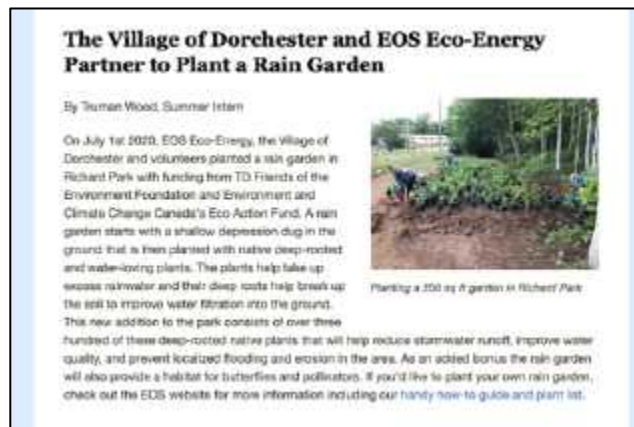 The Village of Dorchester and EOS Eco-Energy
Partner to Plant a Rain Garden
By Truman Wood, Summer Intern
On July 1st 2020, EOS Eco-Energy, the Village of
Dorchester and volunteers planted a rain garden in
Richard Park with funding from TD Friends of the
Environment Foundation and Environment and
Climate Change Canada's Eco Action Fund. A rain
garden starts with a shallow depression dug in the
ground that is then planted with native deep-rooted
and water-loving plants. The plants help take up
excess rainwater and their deep roots help break up
the soil to improve water filtration into the ground.
This new addition to the park consists of over three
hundred of these deep-rooted native plants that will help reduce stormwater runoff, improve water
quality, and prevent localized flooding and erosion in the area. As an added bonus the rain garden
will also provide a habitat for butterflies and pollinators. If you'd like to plant your own rain garden,
check out the EOS website for more information including our handy how-to guide and plant list.
Planting a 350 sq ft garden in Richard Park